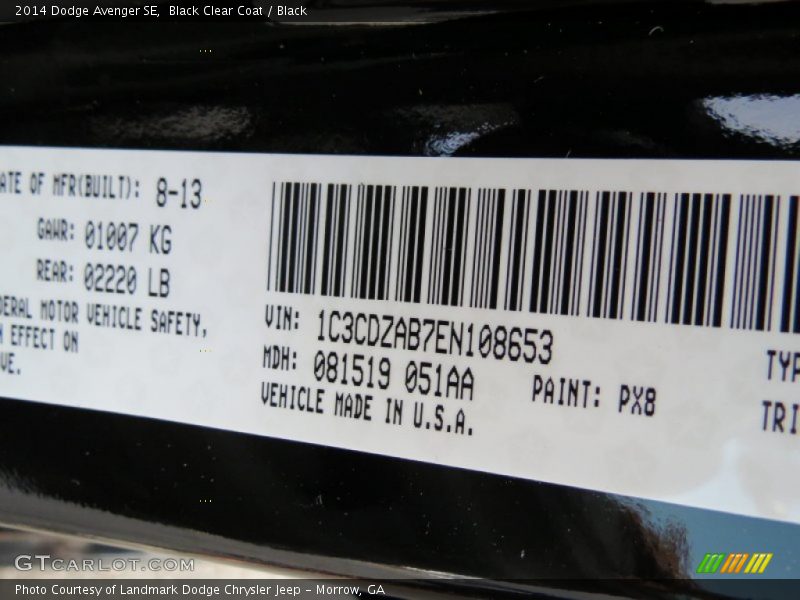 2014 Dodge Avenger SE,  Black Clear Coat / Black
ATE OF MFR(BUILT): 8-13
GAWR: 01007 KG
REAR: 02220 LB
DERAL MOTOR VEHICLE SAFETY,
N EFFECT ON
VE.
VIN: 1C3CDZAB7EN108653
MDH: 081519 051AA
PAINT: PX8
VEHICLE MADE IN U.S.A.
TYP
TRI
GTCARLOT.COM
Photo Courtesy of Landmark Dodge Chrysler Jeep – Morrow, GA